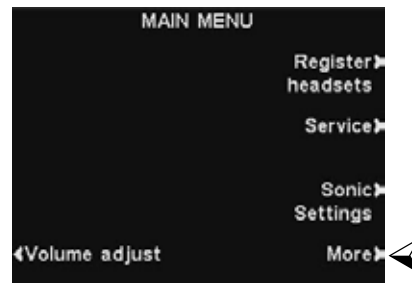 MAIN MENU
Register
headsets
Service
Sonic
Settings
Volume adjust
More